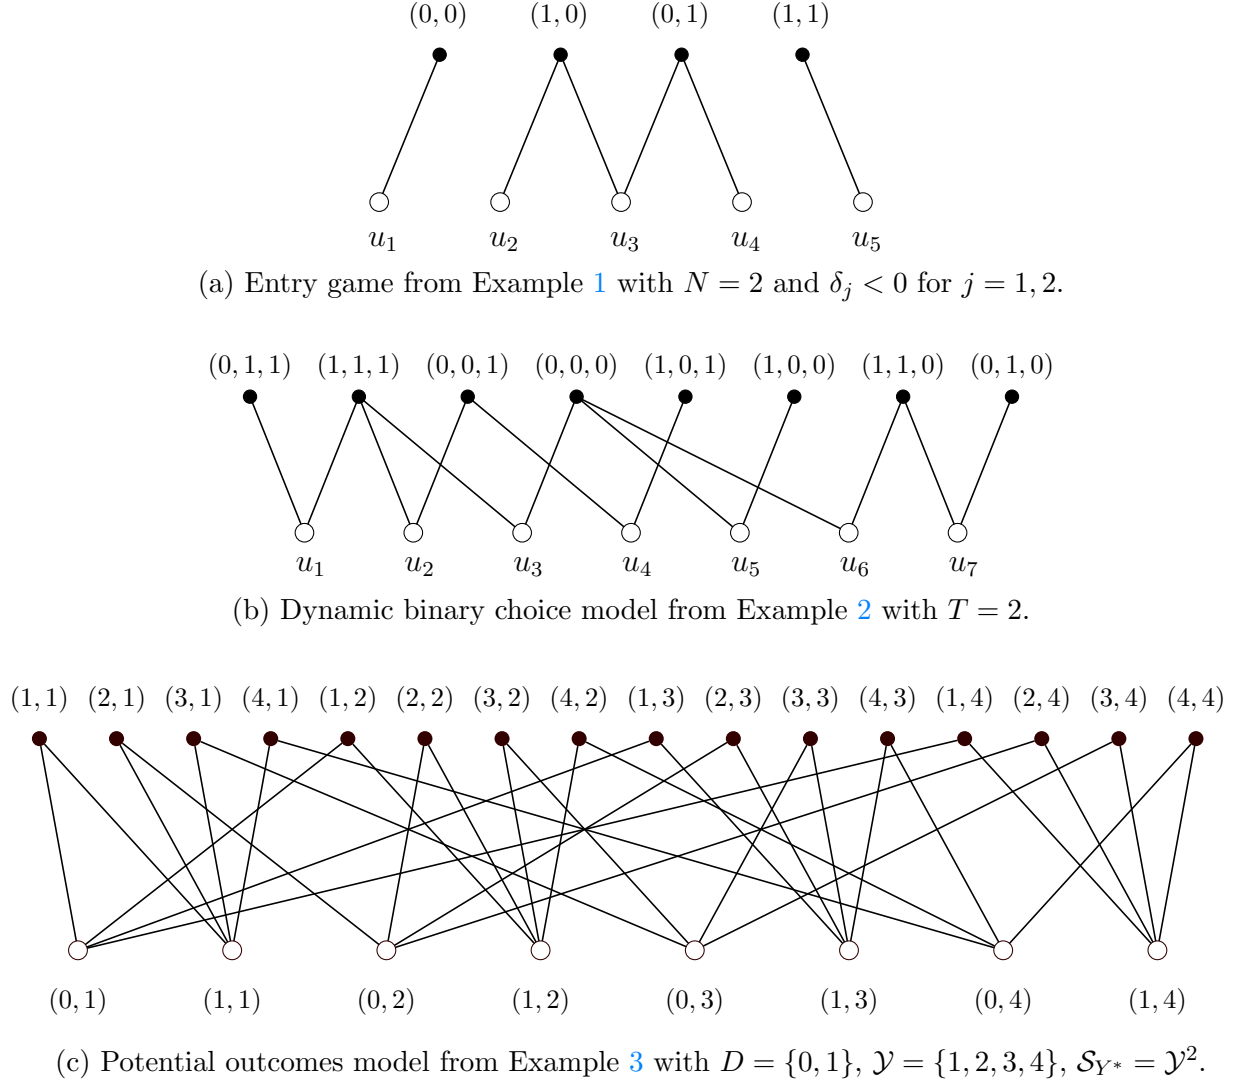 (0, 0) (1, 0) (0, 1) (1, 1)
u1 u2 u3 u4 u5
(a) Entry game from Example 1 with N = 2 and δj < 0 for j = 1, 2.
(0, 1, 1) (1, 1, 1) (0, 0, 1) (0, 0, 0) (1, 0, 1) (1, 0, 0) (1, 1, 0) (0, 1, 0)
u1 u2 u3 u4 u5 u6 u7
(b) Dynamic binary choice model from Example 2 with T = 2.
(1, 1) (2, 1) (3, 1) (4, 1) (1, 2) (2, 2) (3, 2) (4, 2) (1, 3) (2, 3) (3, 3) (4, 3) (1, 4) (2, 4) (3, 4) (4, 4)
(0, 1) (1, 1) (0, 2) (1, 2) (0, 3) (1, 3) (0, 4) (1, 4)
(c) Potential outcomes model from Example 3 with D = {0, 1}, 𝒴 = {1, 2, 3, 4}, 𝒮_{Y*} = 𝒴².